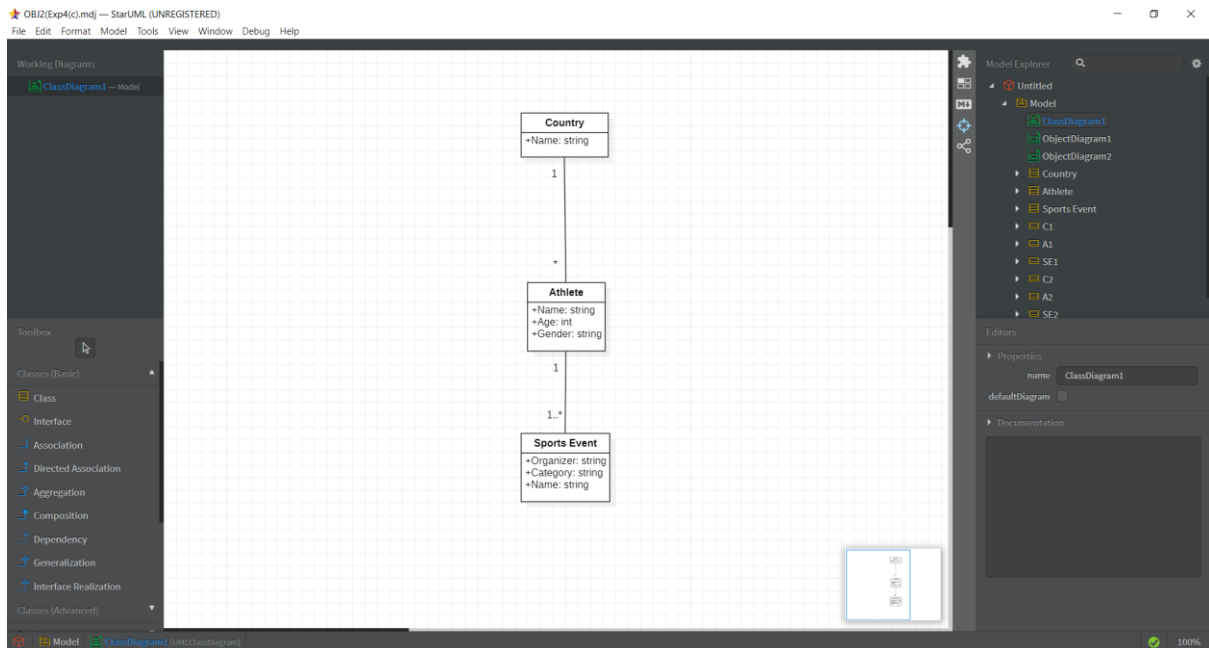 OBJ2(Exp4(c).mdj — StarUML (UNREGISTERED)
File Edit Format Model Tools View Window Debug Help
Working Diagrams
ClassDiagram1 — Model
Toolbox
Classes (Basic)
Class
Interface
Association
Directed Association
Aggregation
Composition
Dependency
Generalization
Interface Realization
Classes (Advanced)
Country
+Name: string
1
*
Athlete
+Name: string
+Age: int
+Gender: string
1
1..*
Sports Event
+Organizer: string
+Category: string
+Name: string
M↓
Model Explorer
Untitled
Model
ClassDiagram1
ObjectDiagram1
ObjectDiagram2
Country
Athlete
Sports Event
C1
A1
SE1
C2
A2
SE2
Editors
Properties
name ClassDiagram1
defaultDiagram
Documentation
Model ClassDiagram1 [UMLClassDiagram]
100%